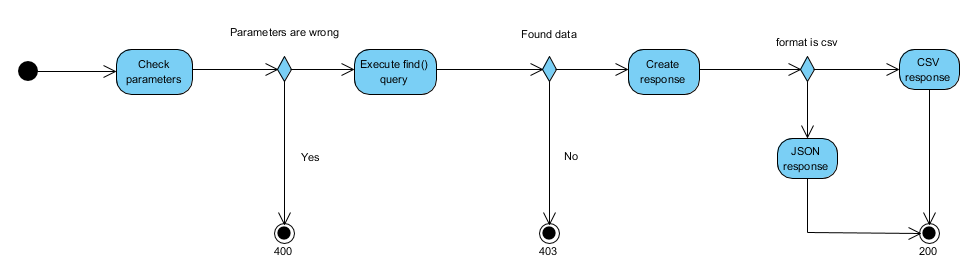 Parameters are wrong
Found data
format is csv
Check
parameters
Execute find()
query
Create
response
CSV
response
JSON
response
Yes
No
400
403
200